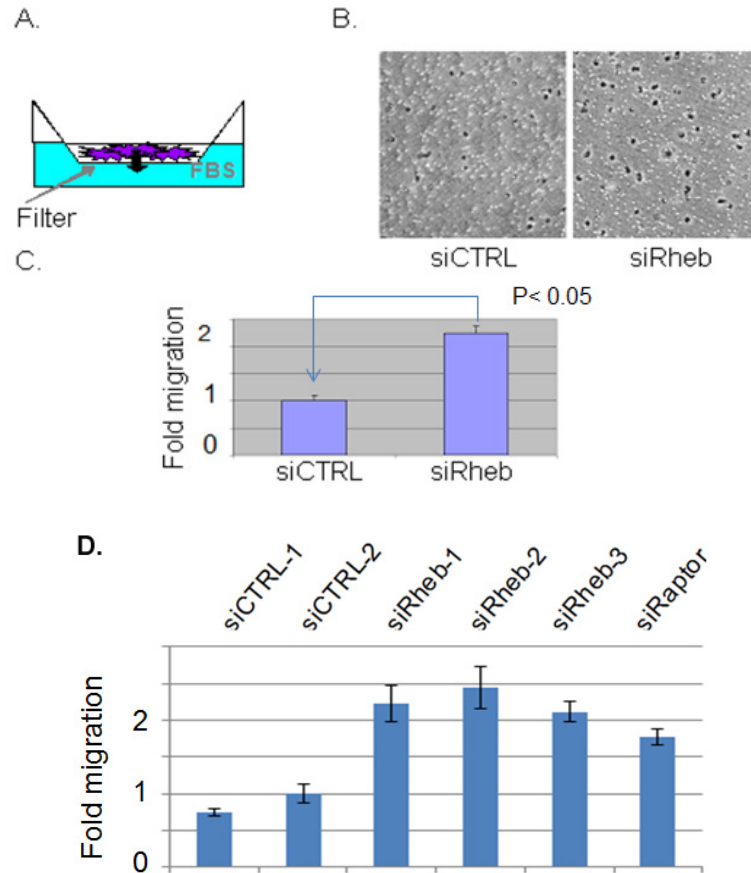 A.
FBS
Filter
B.
siCTRL siRheb
C.
P< 0.05
Fold migration
2
1
0
siCTRL siRheb
D.
siCTRL-1 siCTRL-2 siRheb-1 siRheb-2 siRheb-3 siRaptor
Fold migration
2
1
0